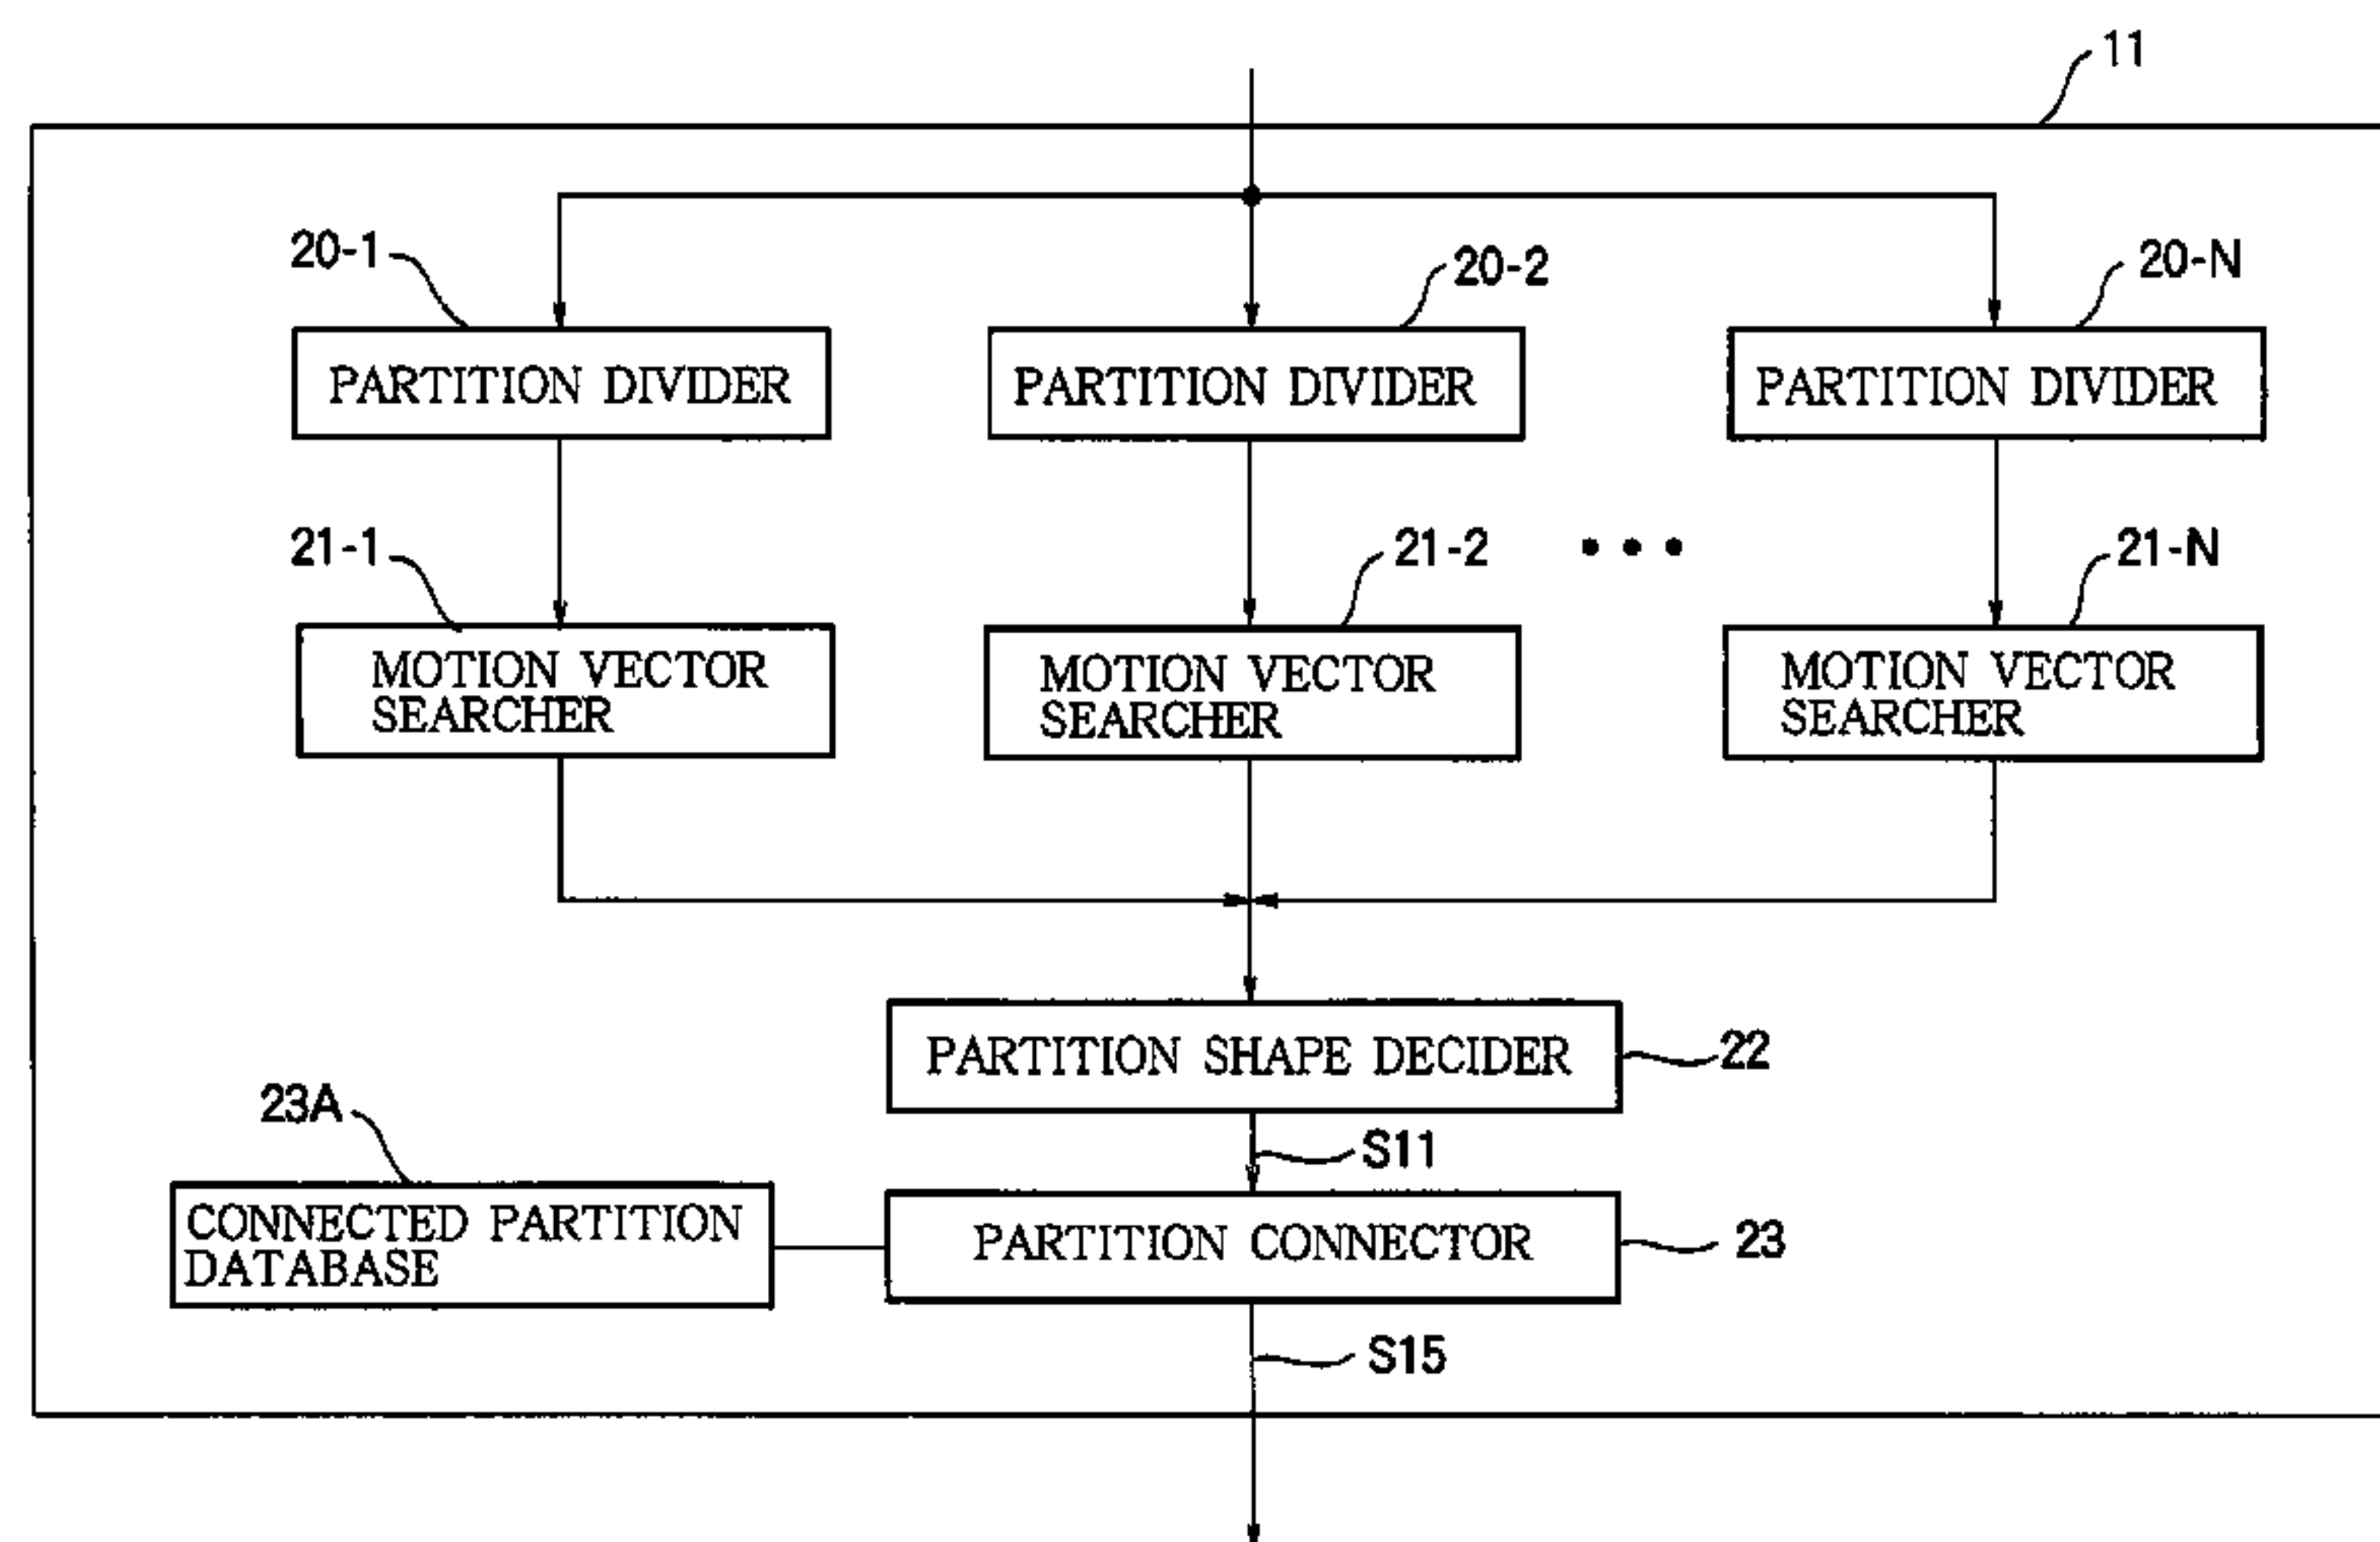 11
20-1
20-2
20-N
PARTITION DIVIDER
PARTITION DIVIDER
PARTITION DIVIDER
21-1
21-2
• • •
21-N
MOTION VECTOR
SEARCHER
MOTION VECTOR
SEARCHER
MOTION VECTOR
SEARCHER
PARTITION SHAPE DECIDER
22
23A
S11
CONNECTED PARTITION
DATABASE
PARTITION CONNECTOR
23
S15